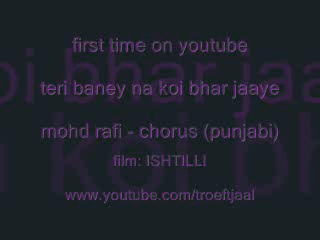 first time on youtube
teri baney na koi bhar jaaye
mohd rafi - chorus (punjabi)
film: ISHTILLI
www.youtube.com/troeftjaal